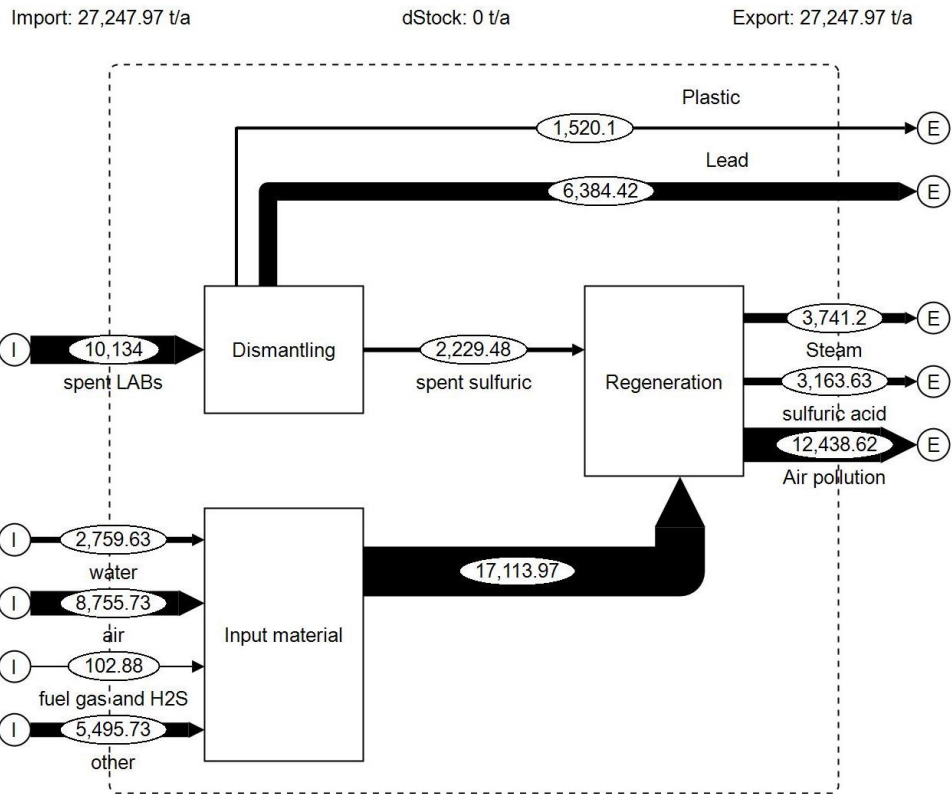 Import: 27,247.97 t/a
dStock: 0 t/a
Export: 27,247.97 t/a
Plastic
1,520.1
E
Lead
6,384.42
E
I
10,134
spent LABs
Dismantling
2,229.48
spent sulfuric
Regeneration
3,741.2
Steam
E
3,163.63
sulfuric acid
E
12,438.62
Air pollution
E
I
2,759.63
water
I
8,755.73
air
I
102.88
fuel gas and H2S
I
5,495.73
other
Input material
17,113.97